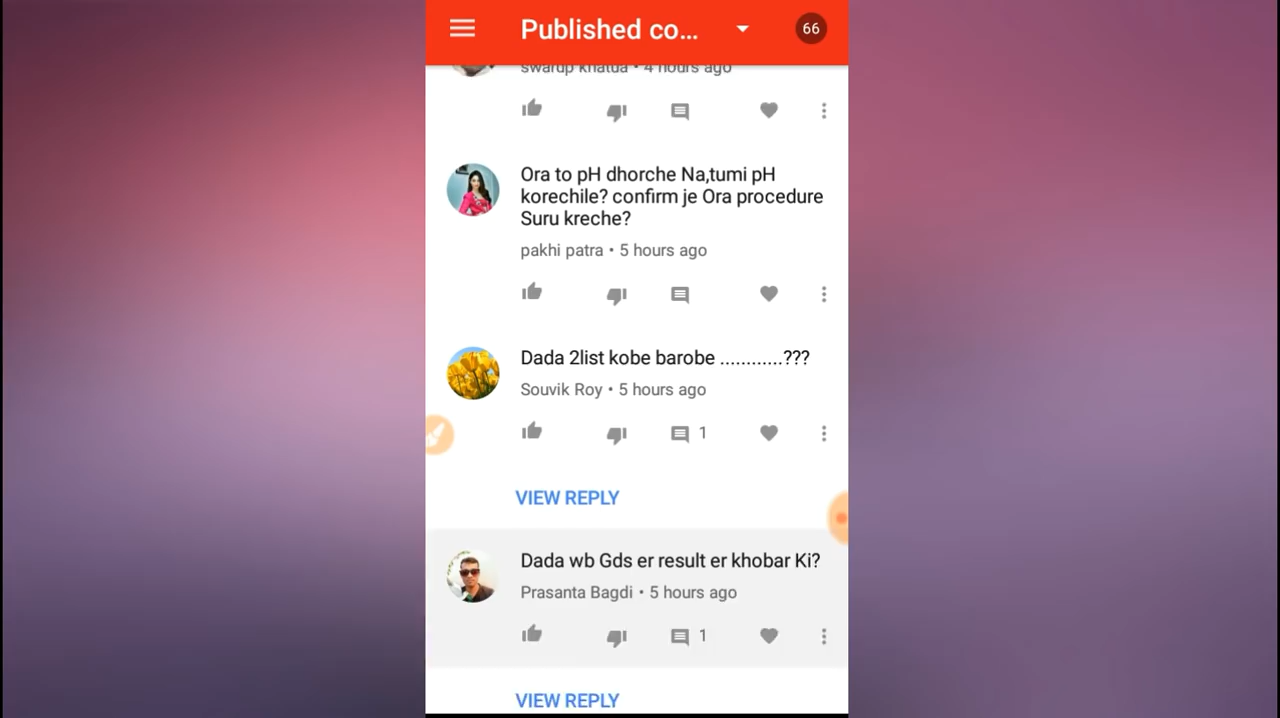 Published co...
66
swarup khatua • 4 hours ago
Ora to pH dhorche Na,tumi pH
korechile? confirm je Ora procedure
Suru kreche?
pakhi patra • 5 hours ago
Dada 2list kobe barobe ............???
Souvik Roy • 5 hours ago
1
VIEW REPLY
Dada wb Gds er result er khobar Ki?
Prasanta Bagdi • 5 hours ago
1
VIEW REPLY